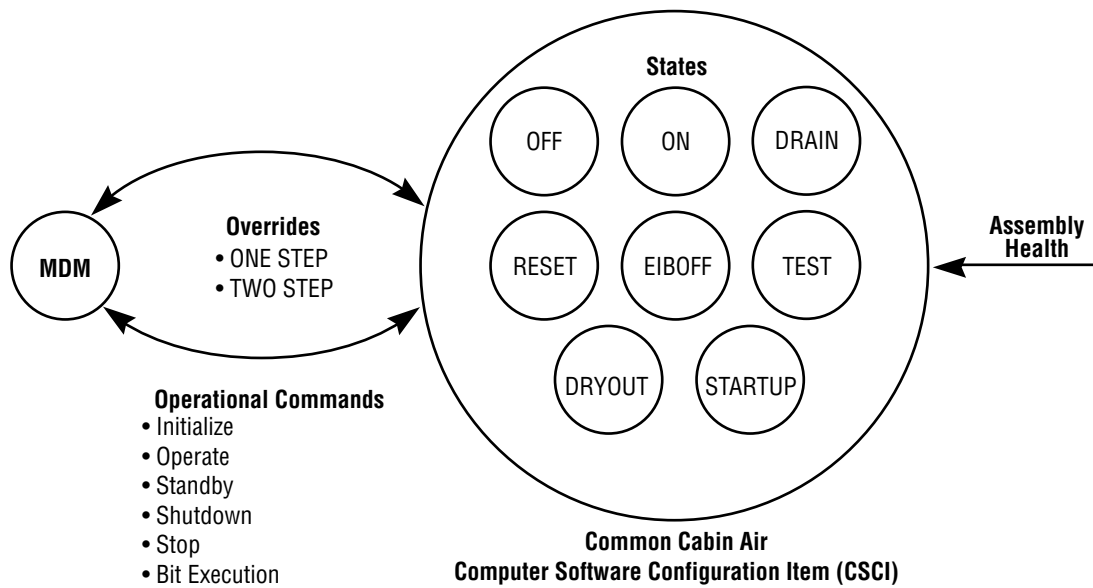 States
OFF
ON
DRAIN
Overrides
• ONE STEP
• TWO STEP
MDM
RESET
EIBOFF
TEST
Assembly
Health
DRYOUT
STARTUP
Operational Commands
• Initialize
• Operate
• Standby
• Shutdown
• Stop
• Bit Execution
Common Cabin Air
Computer Software Configuration Item (CSCI)